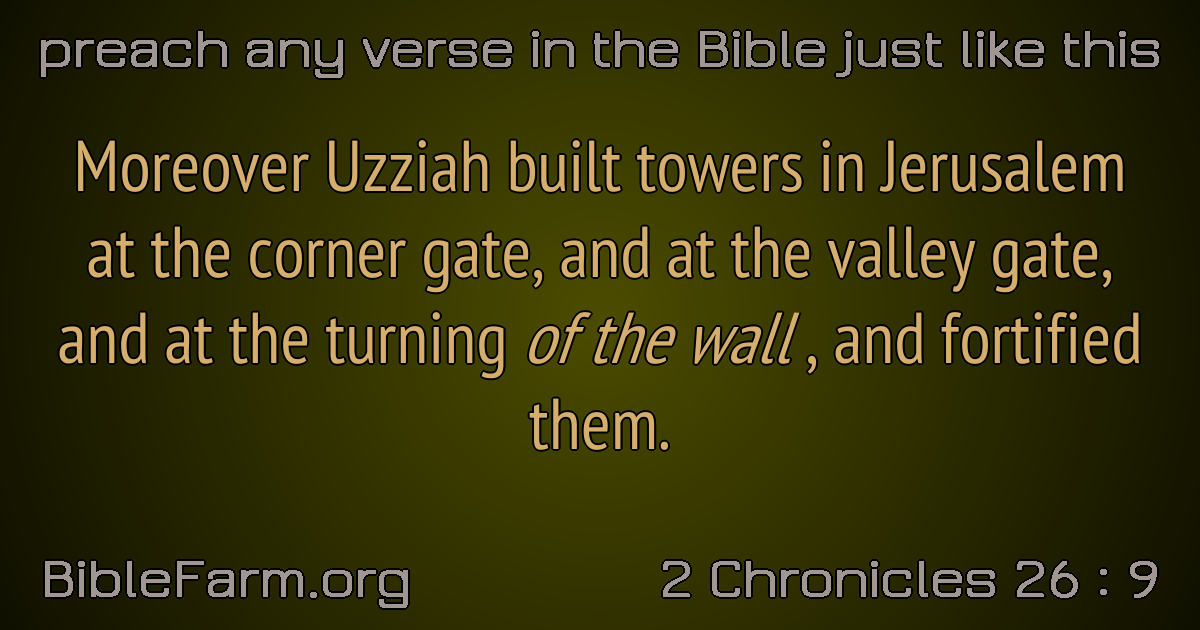 preach any verse in the Bible just like this
Moreover Uzziah built towers in Jerusalem
at the corner gate, and at the valley gate,
and at the turning of the wall , and fortified
them.
BibleFarm.org
2 Chronicles 26 : 9